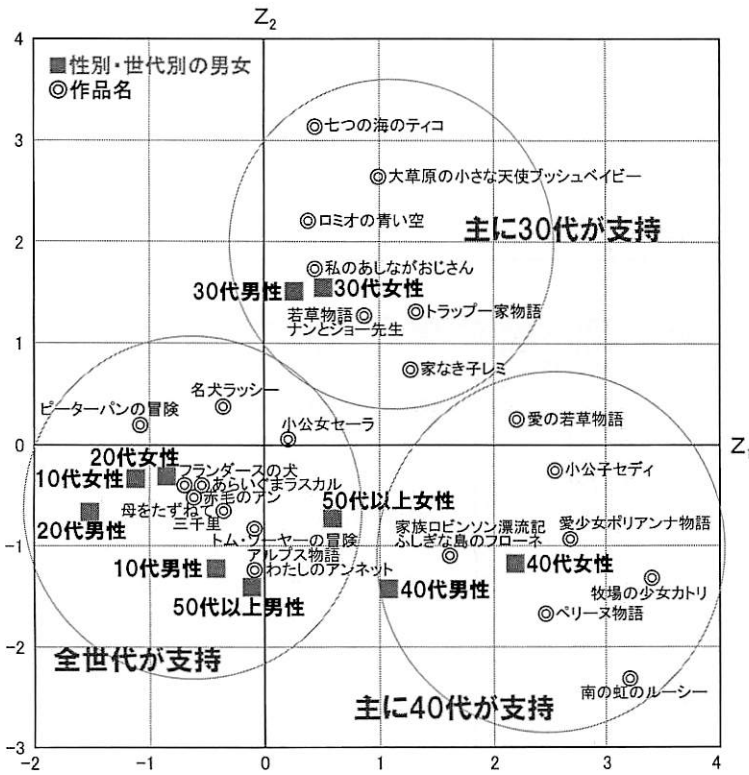 Z2
4
■性別・世代別の男女
◎作品名
七つの海のティコ
3
大草原の小さな天使ブッシュベイビー
ロミオの青い空
主に30代が支持
2
私のあしながおじさん
30代男性
30代女性
若草物語
ナンとジョー先生
トラップ一家物語
1
家なき子レミ
名犬ラッシー
ピーターパンの冒険
小公女セーラ
愛の若草物語
0
20代女性
フランダースの犬
小公子セディ
10代女性
あらいぐまラスカル
赤毛のアン
母をたずねて
三千里
20代男性
50代以上女性
トム・ソーヤーの冒険
家族ロビンソン漂流記
ふしぎな島のフローネ
愛少女ポリアンナ物語
-1
アルプス物語
わたしのアンネット
10代男性
50代以上男性
40代男性
40代女性
牧場の少女カトリ
ペリーヌ物語
-2
全世代が支持
主に40代が支持
南の虹のルーシー
-3
-2
-1
0
1
2
3
4